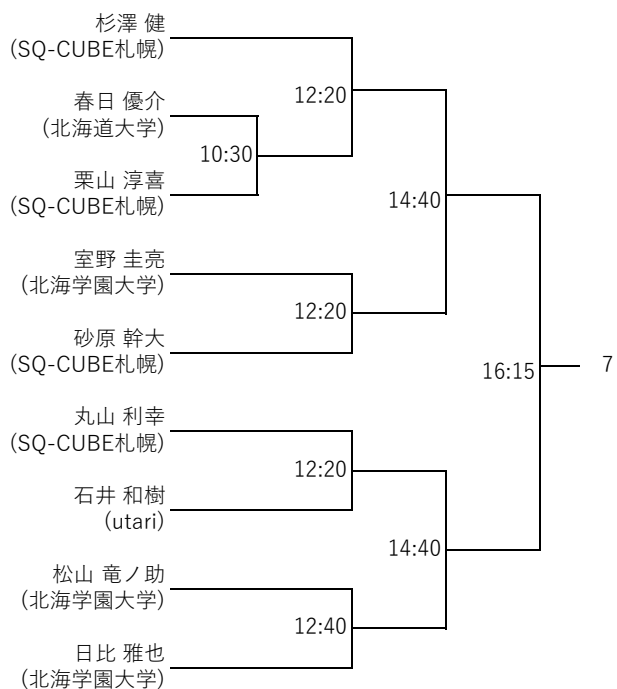 杉澤 健
(SQ-CUBE札幌)
12:20
春日 優介
(北海道大学)
10:30
栗山 淳喜
(SQ-CUBE札幌)
14:40
室野 圭亮
(北海学園大学)
12:20
砂原 幹大
(SQ-CUBE札幌)
16:15
7
丸山 利幸
(SQ-CUBE札幌)
12:20
石井 和樹
(utari)
14:40
松山 竜ノ助
(北海学園大学)
12:40
日比 雅也
(北海学園大学)